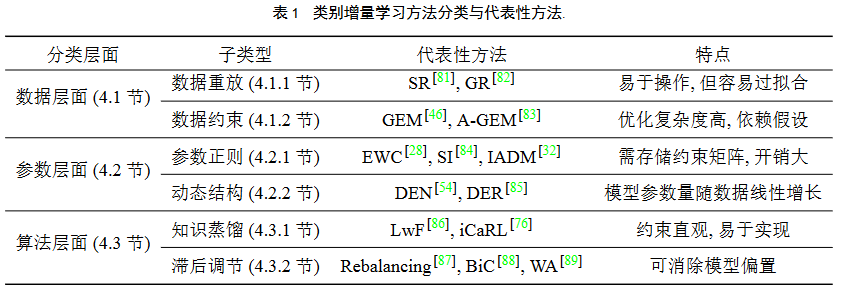 表 1 类别增量学习方法分类与代表性方法.
分类层面 子类型 代表性方法 特点
数据层面 (4.1 节) 数据重放 (4.1.1 节) SR[81], GR[82] 易于操作, 但容易过拟合
数据约束 (4.1.2 节) GEM[46], A-GEM[83] 优化复杂度高, 依赖假设
参数层面 (4.2 节) 参数正则 (4.2.1 节) EWC[28], SI[84], IADM[32] 需存储约束矩阵, 开销大
动态结构 (4.2.2 节) DEN[54], DER[85] 模型参数量随数据线性增长
算法层面 (4.3 节) 知识蒸馏 (4.3.1 节) LwF[86], iCaRL[76] 约束直观, 易于实现
滞后调节 (4.3.2 节) Rebalancing[87], BiC[88], WA[89] 可消除模型偏置